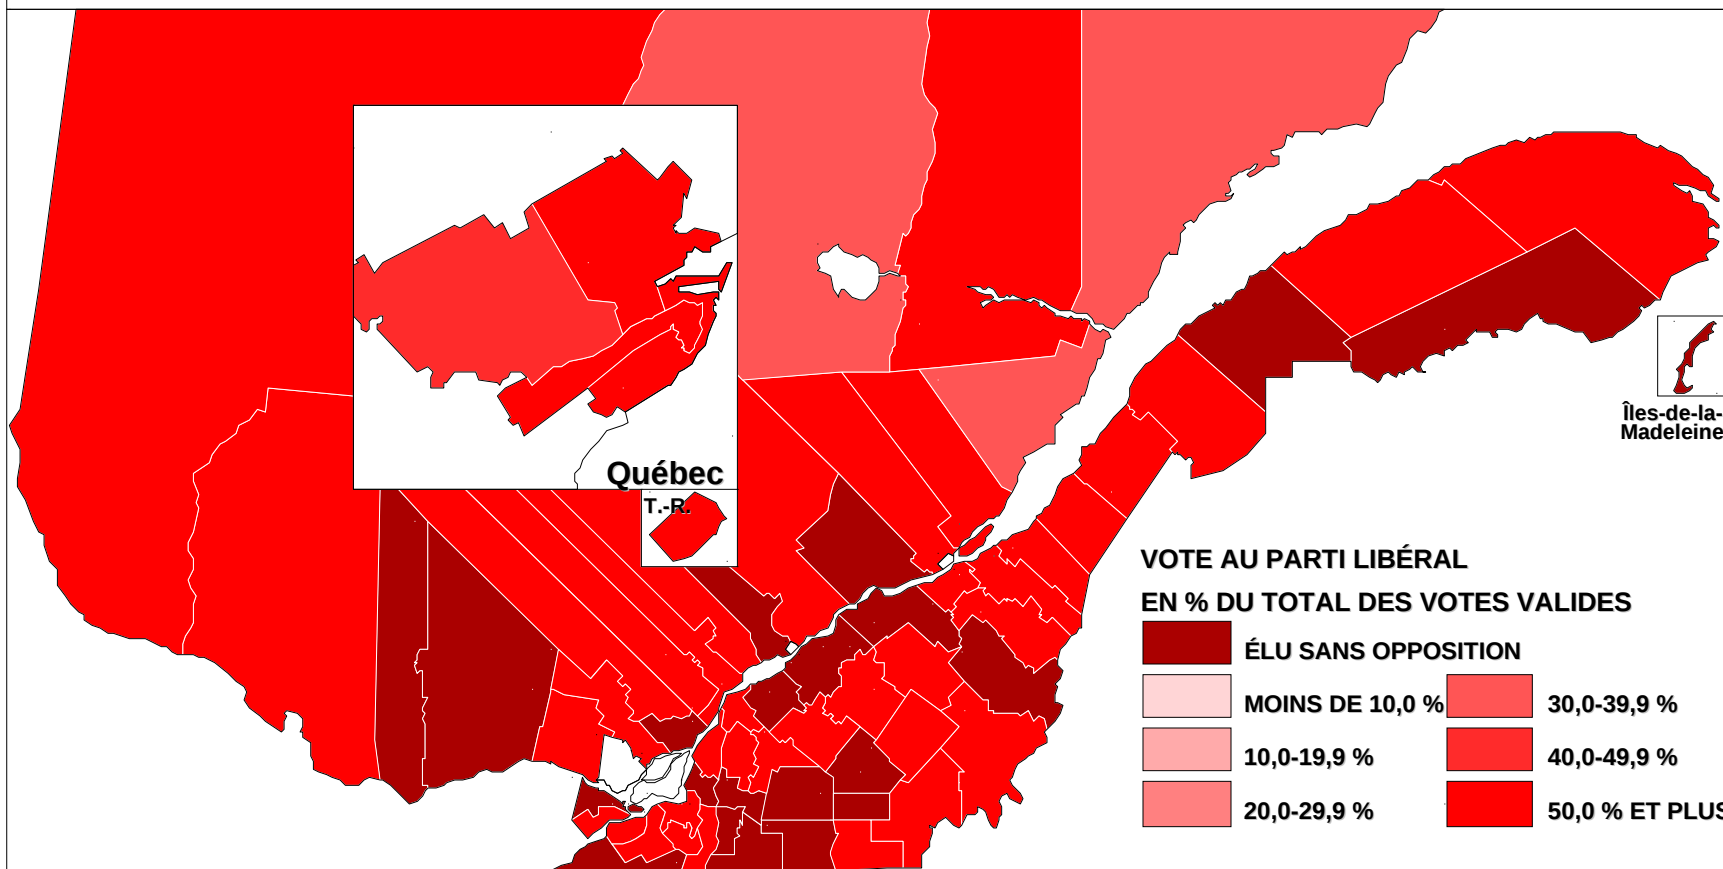 Québec
T.-R.
Îles-de-la-
Madeleine
VOTE AU PARTI LIBÉRAL
EN % DU TOTAL DES VOTES VALIDES
ÉLU SANS OPPOSITION
MOINS DE 10,0 %
30,0-39,9 %
10,0-19,9 %
40,0-49,9 %
20,0-29,9 %
50,0 % ET PLUS